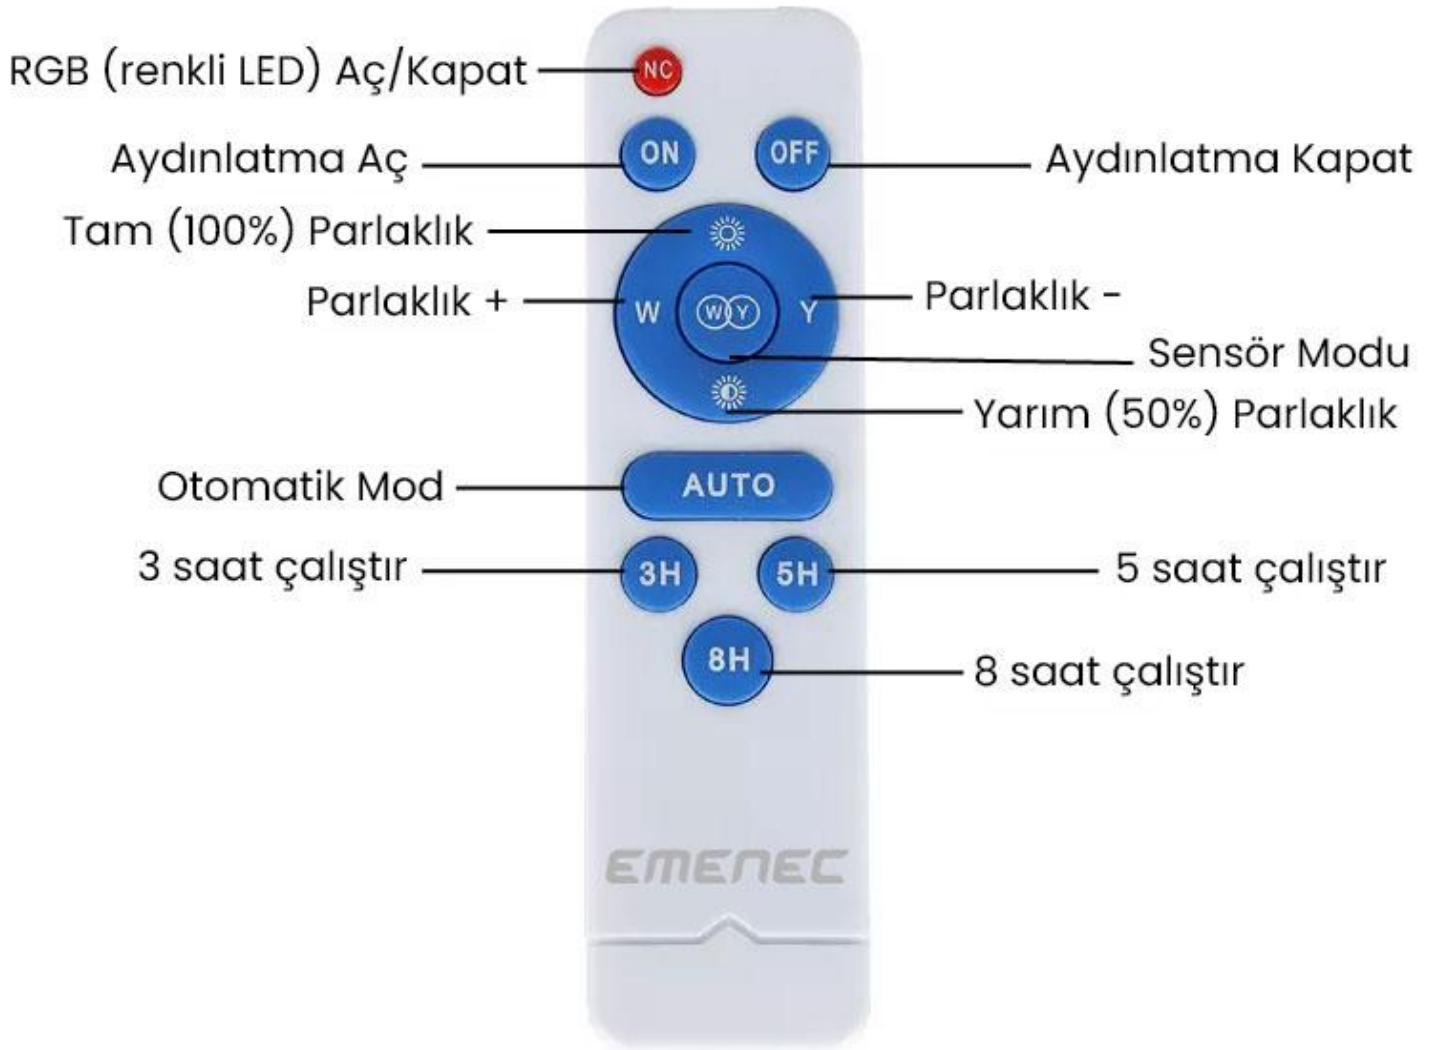 RGB (renkli LED) Aç/Kapat
NC
Aydınlatma Aç
ON
OFF
Aydınlatma Kapat
Tam (100%) Parlaklık
Parlaklık +
W
WY
Y
Parlaklık -
Sensör Modu
Yarım (50%) Parlaklık
Otomatik Mod
AUTO
3 saat çalıştır
3H
5H
5 saat çalıştır
8H
8 saat çalıştır
EMENEC